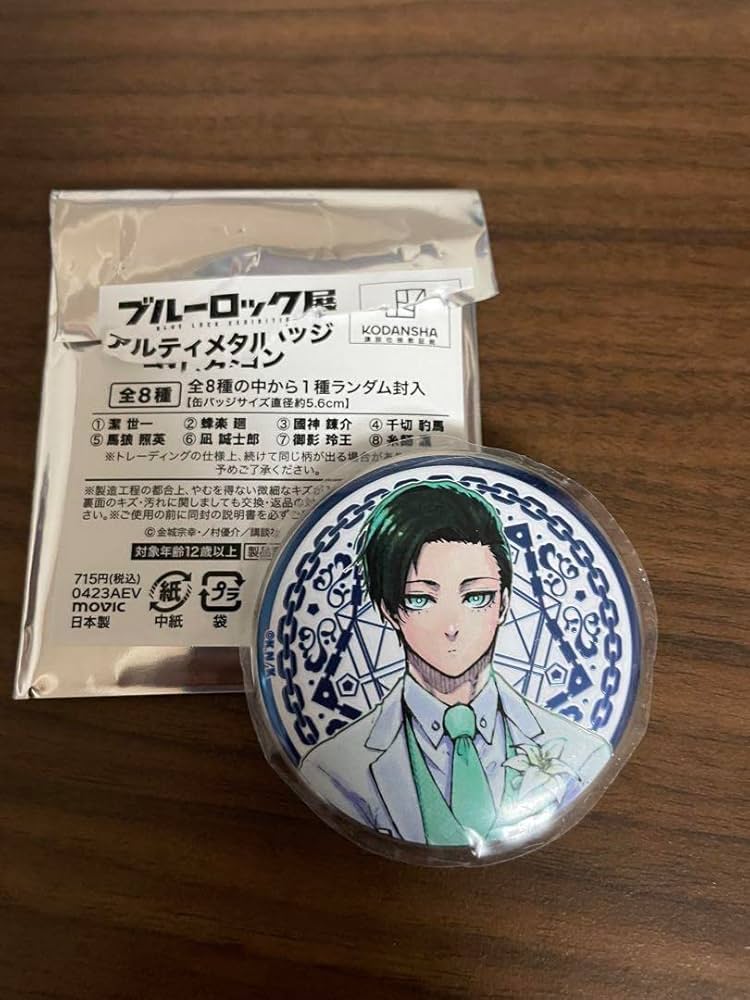 ブルーロック展
BLUE LOCK EXHIBITION
KODANSHA
アルティメタルバッジ
全8種
全8種の中から1種ランダム封入
【缶バッジサイズ直径約5.6cm】
①潔 世一 ②蜂楽 廻 ③國神 錬介 ④千切 豹馬
⑤馬狼 照英 ⑥凪 誠士郎 ⑦御影 玲王 ⑧糸師 凛
※トレーディングの仕様上、続けて同じ柄が出る場合があ
予めご了承ください。
※製造工程の都合上、やむを得ない微細なキズが
裏面のキズ・汚れに関しましても交換・返品の
さい。※ご使用の前に同封の説明書を必ずご
©金城宗幸・ノ村優介/講談社
対象年齢12歳以上 製品
715円(税込)
0423AEV
movic
日本製
紙
中紙
プラ
袋
©K,N/K